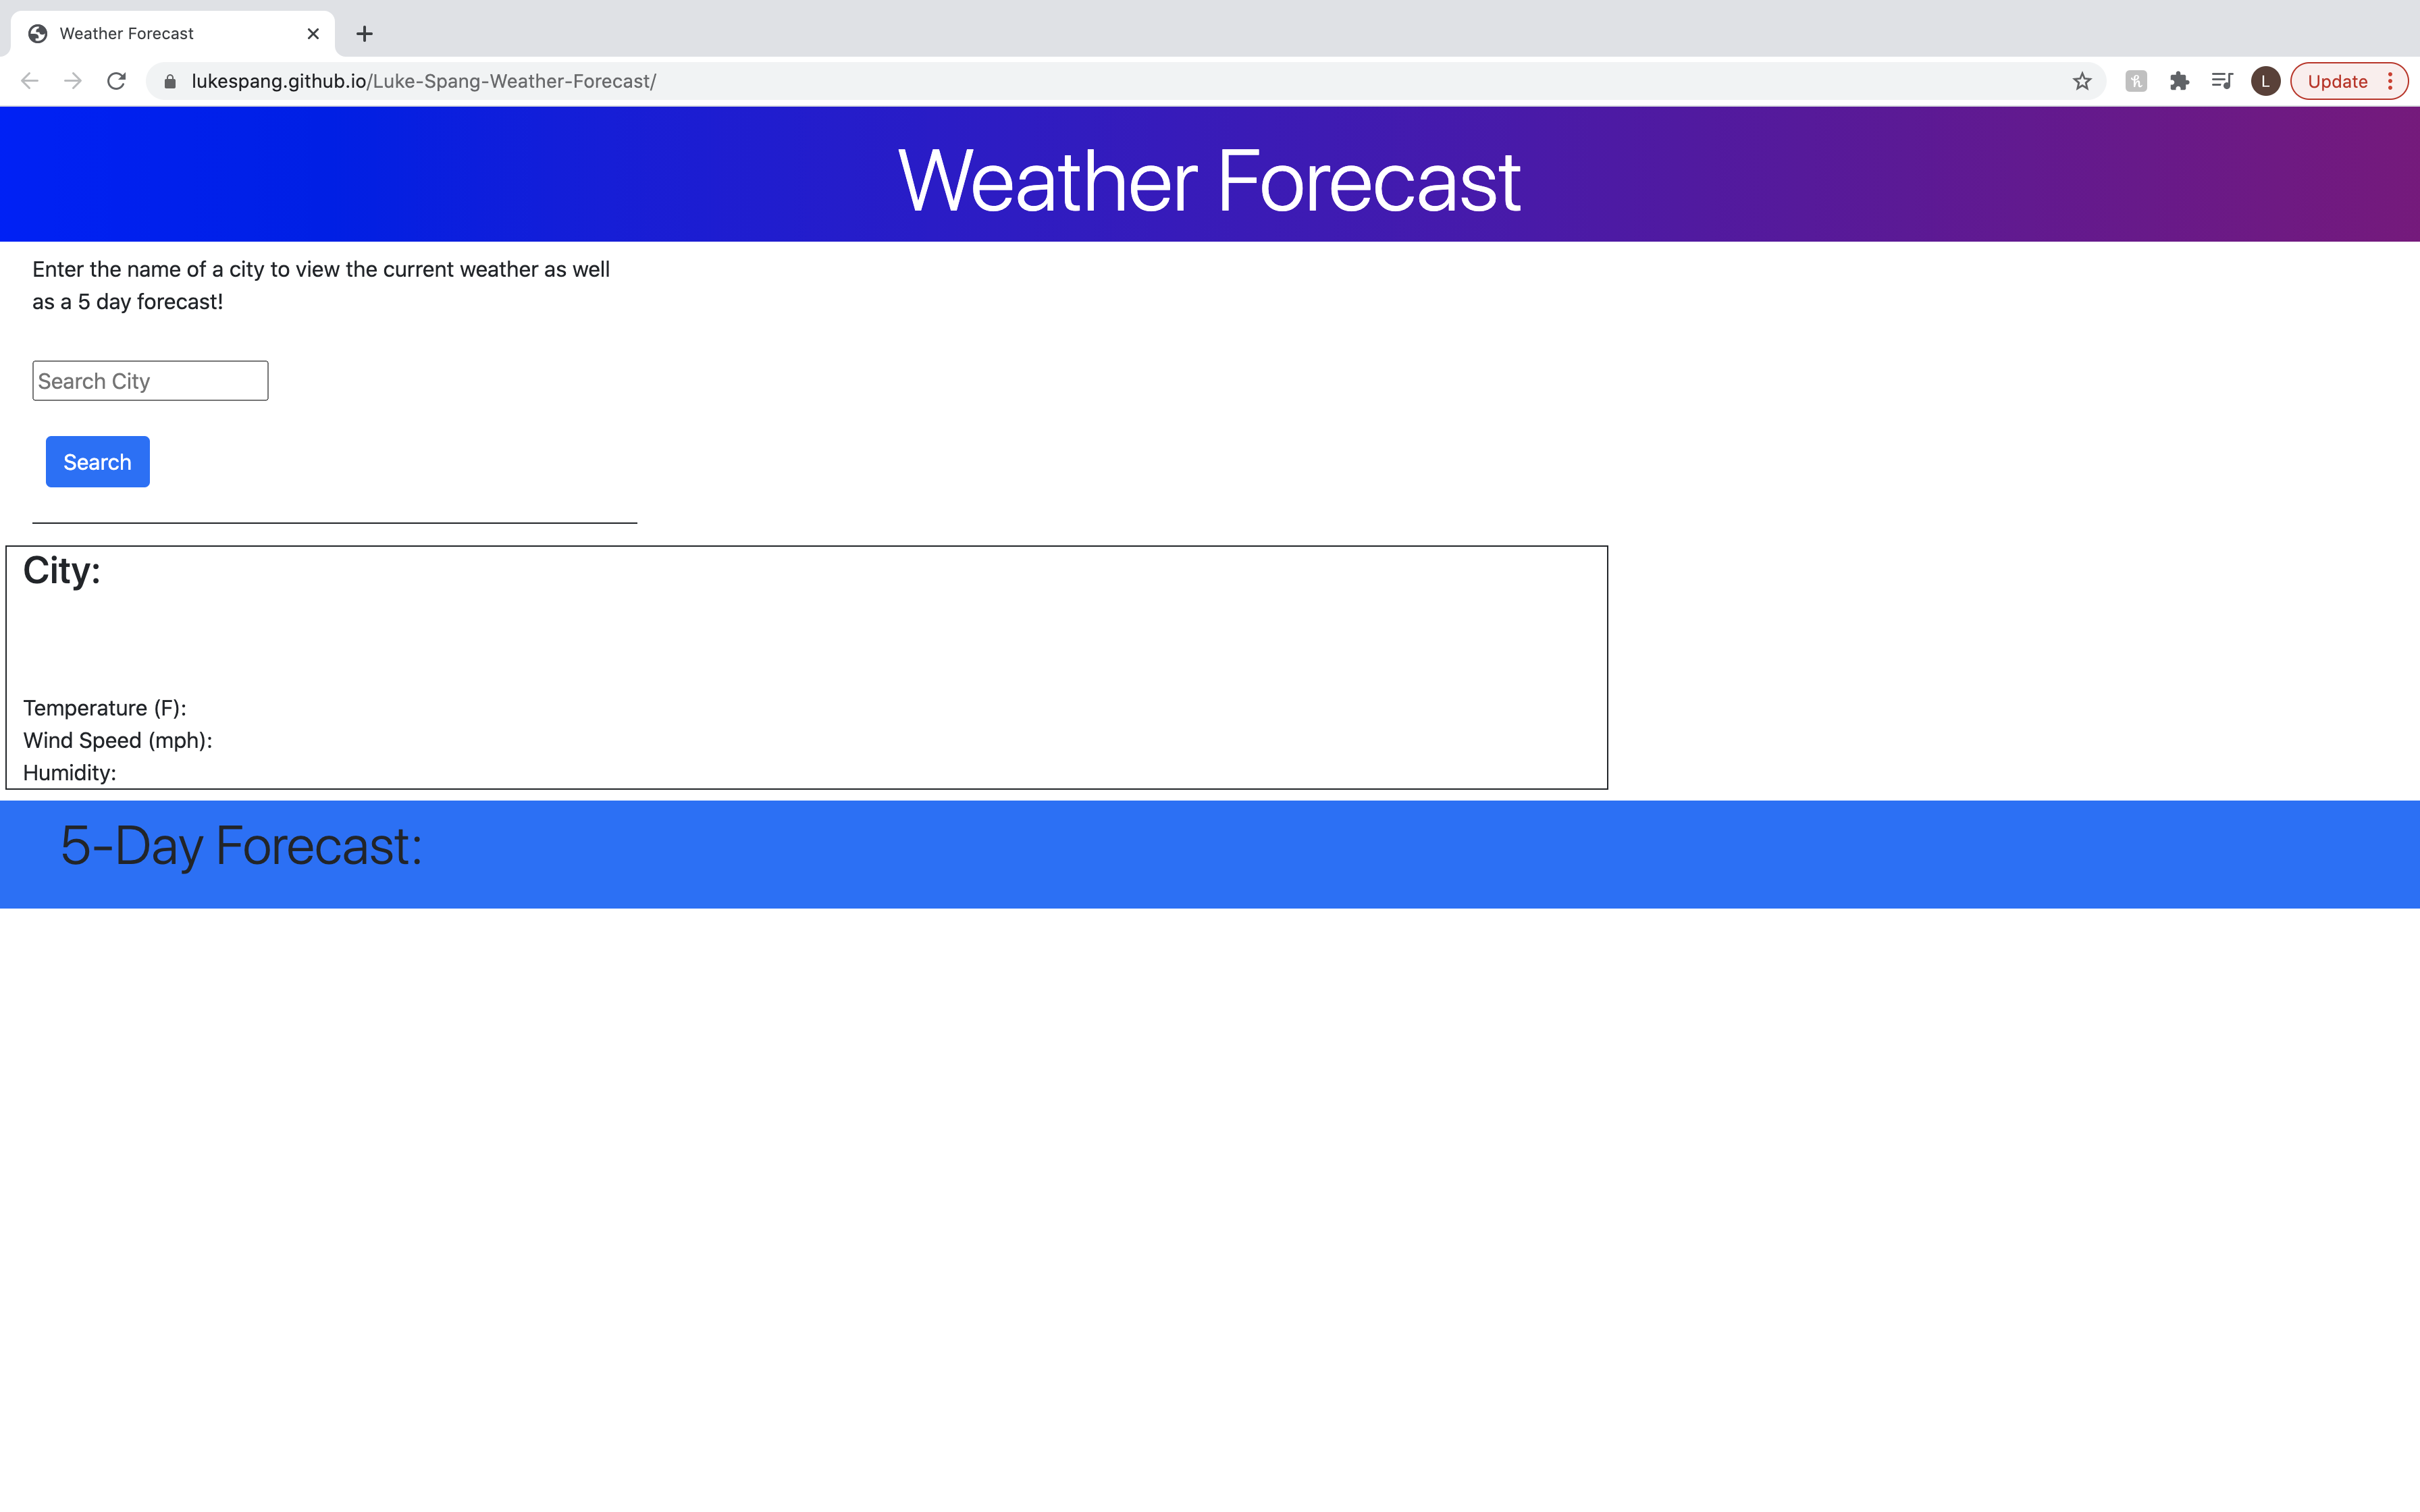 Weather Forecast
lukespang.github.io/Luke-Spang-Weather-Forecast/
L
Update
Weather Forecast
Enter the name of a city to view the current weather as well
as a 5 day forecast!
Search City
Search
City:
Temperature (F):
Wind Speed (mph):
Humidity:
5-Day Forecast: